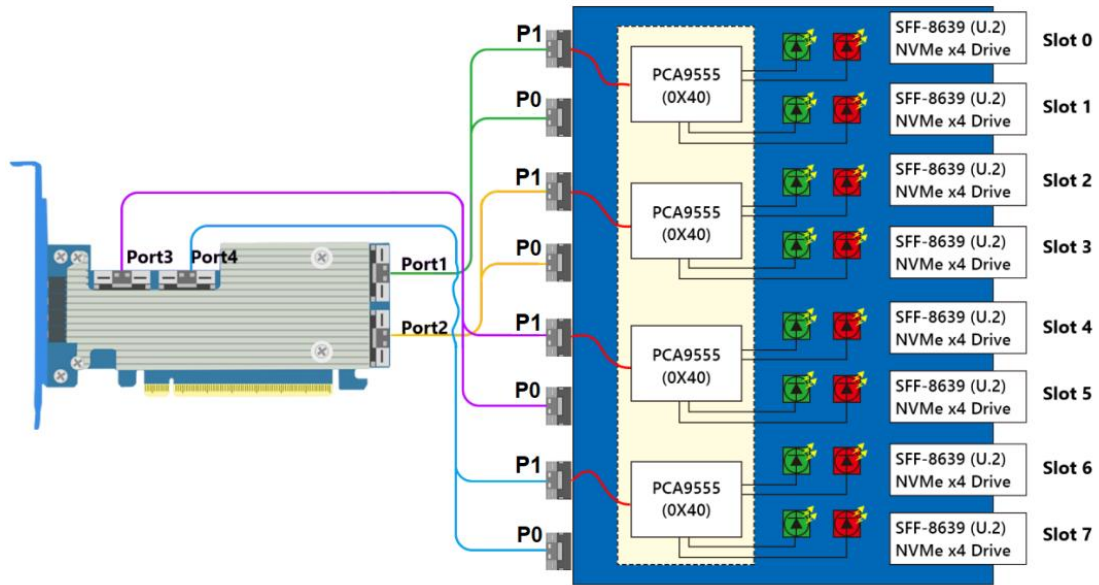 P1
SFF-8639 (U.2)
NVMe x4 Drive
Slot 0
PCA9555
(0X40)
P0
SFF-8639 (U.2)
NVMe x4 Drive
Slot 1
P1
SFF-8639 (U.2)
NVMe x4 Drive
Slot 2
PCA9555
(0X40)
P0
SFF-8639 (U.2)
NVMe x4 Drive
Slot 3
Port3
Port4
Port1
Port2
P1
SFF-8639 (U.2)
NVMe x4 Drive
Slot 4
PCA9555
(0X40)
P0
SFF-8639 (U.2)
NVMe x4 Drive
Slot 5
P1
SFF-8639 (U.2)
NVMe x4 Drive
Slot 6
PCA9555
(0X40)
P0
SFF-8639 (U.2)
NVMe x4 Drive
Slot 7